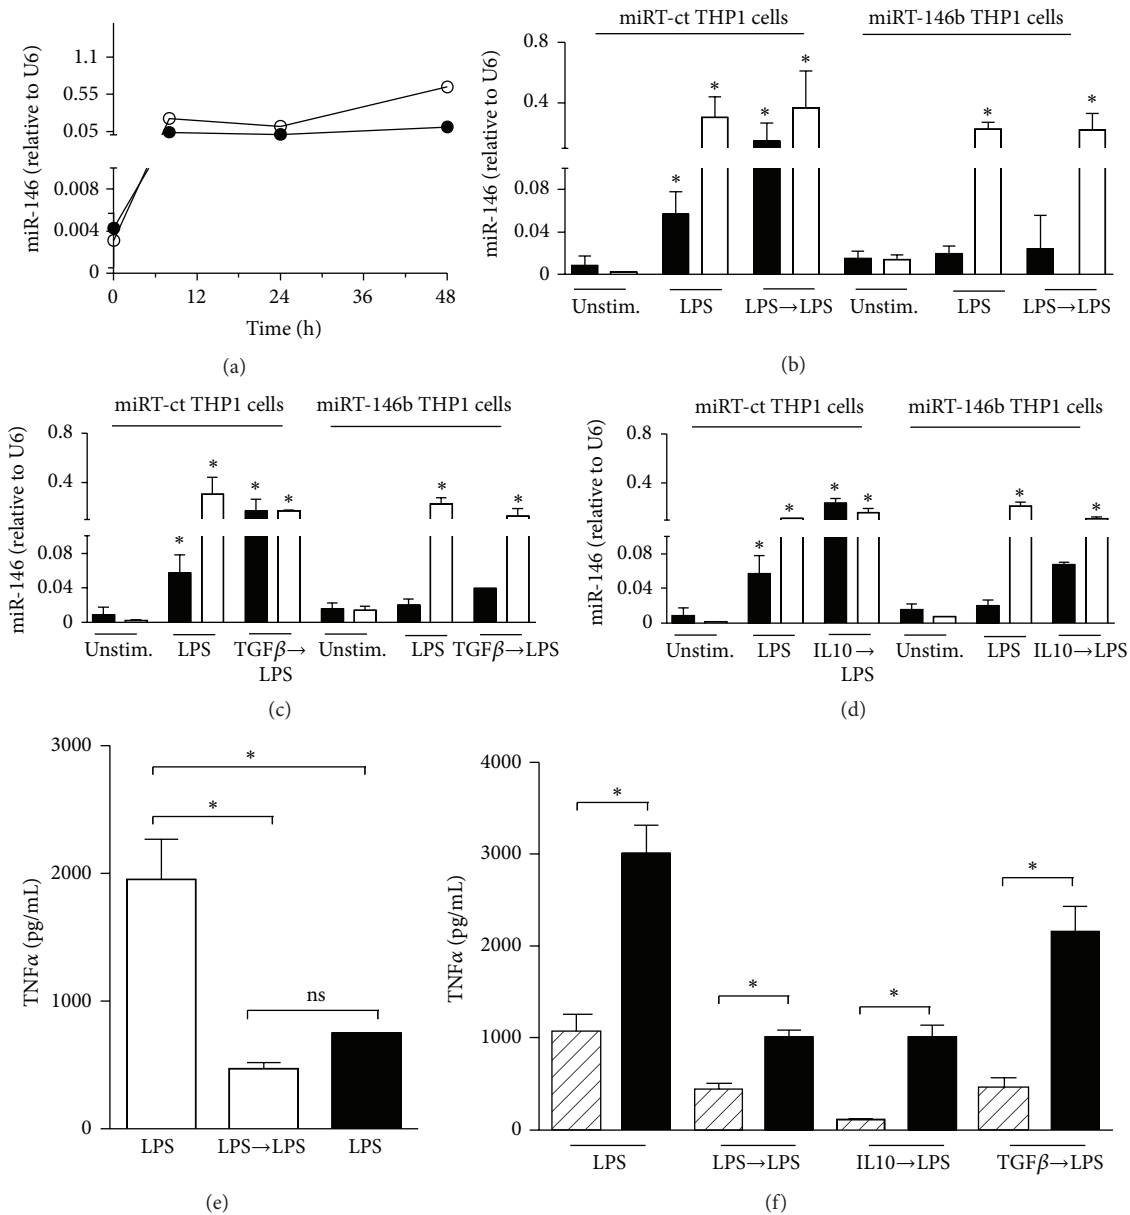 miR-146 (relative to U6)
1.1
0.55
0.05
0.008
0.004
0
0
12
24
36
48
Time (h)
(a)
miRT-ct THP1 cells
miRT-146b THP1 cells
miR-146 (relative to U6)
0.8
0.4
0.08
0.04
0
*
*
*
*
*
*
Unstim.
LPS
LPS→LPS
Unstim.
LPS
LPS→LPS
(b)
miRT-ct THP1 cells
miRT-146b THP1 cells
miR-146 (relative to U6)
0.8
0.4
0.08
0.04
0
*
*
*
*
*
*
Unstim.
LPS
TGFβ→
LPS
Unstim.
LPS
TGFβ→LPS
(c)
miRT-ct THP1 cells
miRT-146b THP1 cells
miR-146 (relative to U6)
0.8
0.4
0.08
0.04
0
*
*
*
*
*
*
Unstim.
LPS
IL10→
LPS
Unstim.
LPS
IL10→LPS
(d)
TNFα (pg/mL)
3000
2000
1000
0
*
*
ns
LPS
LPS→LPS
LPS
(e)
TNFα (pg/mL)
4000
3000
2000
1000
0
*
*
*
*
LPS
LPS→LPS
IL10→LPS
TGFβ→LPS
(f)